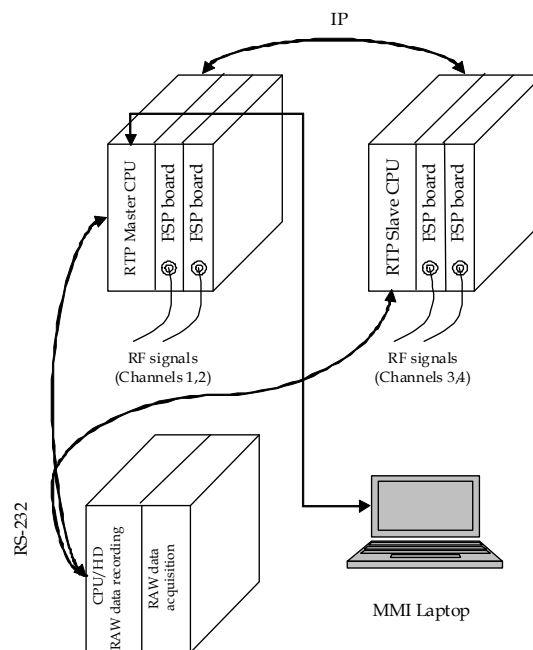 IP
RTP Master CPU
FSP board
FSP board
RTP Slave CPU
FSP board
FSP board
RF signals
(Channels 1,2)
RF signals
(Channels 3,4)
RS-232
CPU/HD
RAW data recording
RAW data
acquisition
MMI Laptop